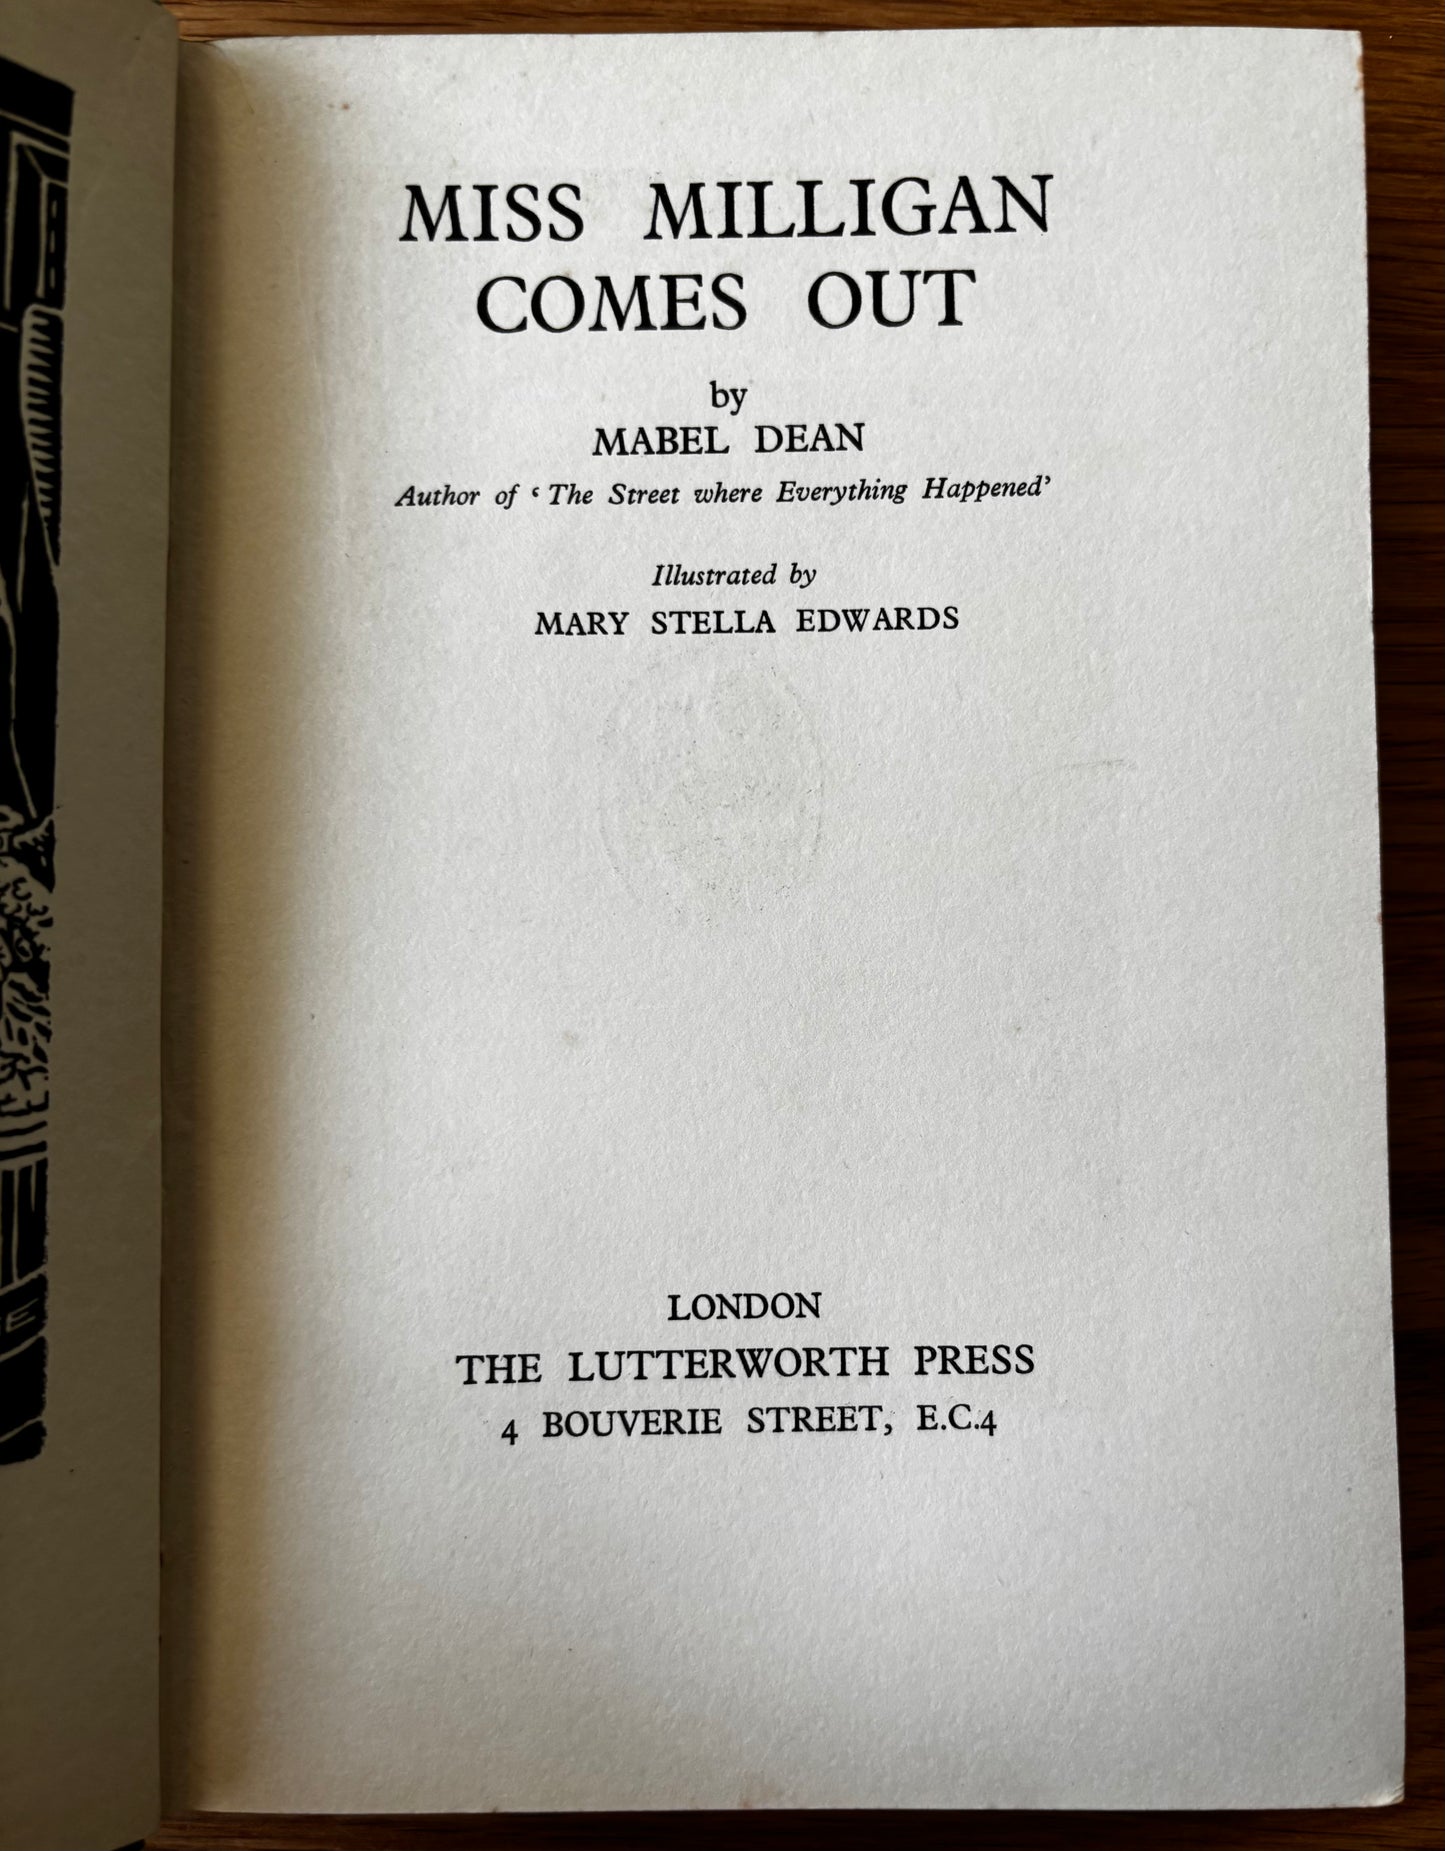 MISS MILLIGAN
COMES OUT
by
MABEL DEAN
Author of ‘ The Street where Everything Happened’
Illustrated by
MARY STELLA EDWARDS
LONDON
THE LUTTERWORTH PRESS
4 BOUVERIE STREET, E.C.4